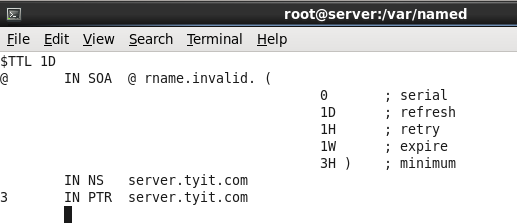 root@server:/var/named
File Edit View Search Terminal Help
$TTL 1D
@ IN SOA @ rname.invalid. (
0 ; serial
1D ; refresh
1H ; retry
1W ; expire
3H ) ; minimum
IN NS server.tyit.com
3 IN PTR server.tyit.com